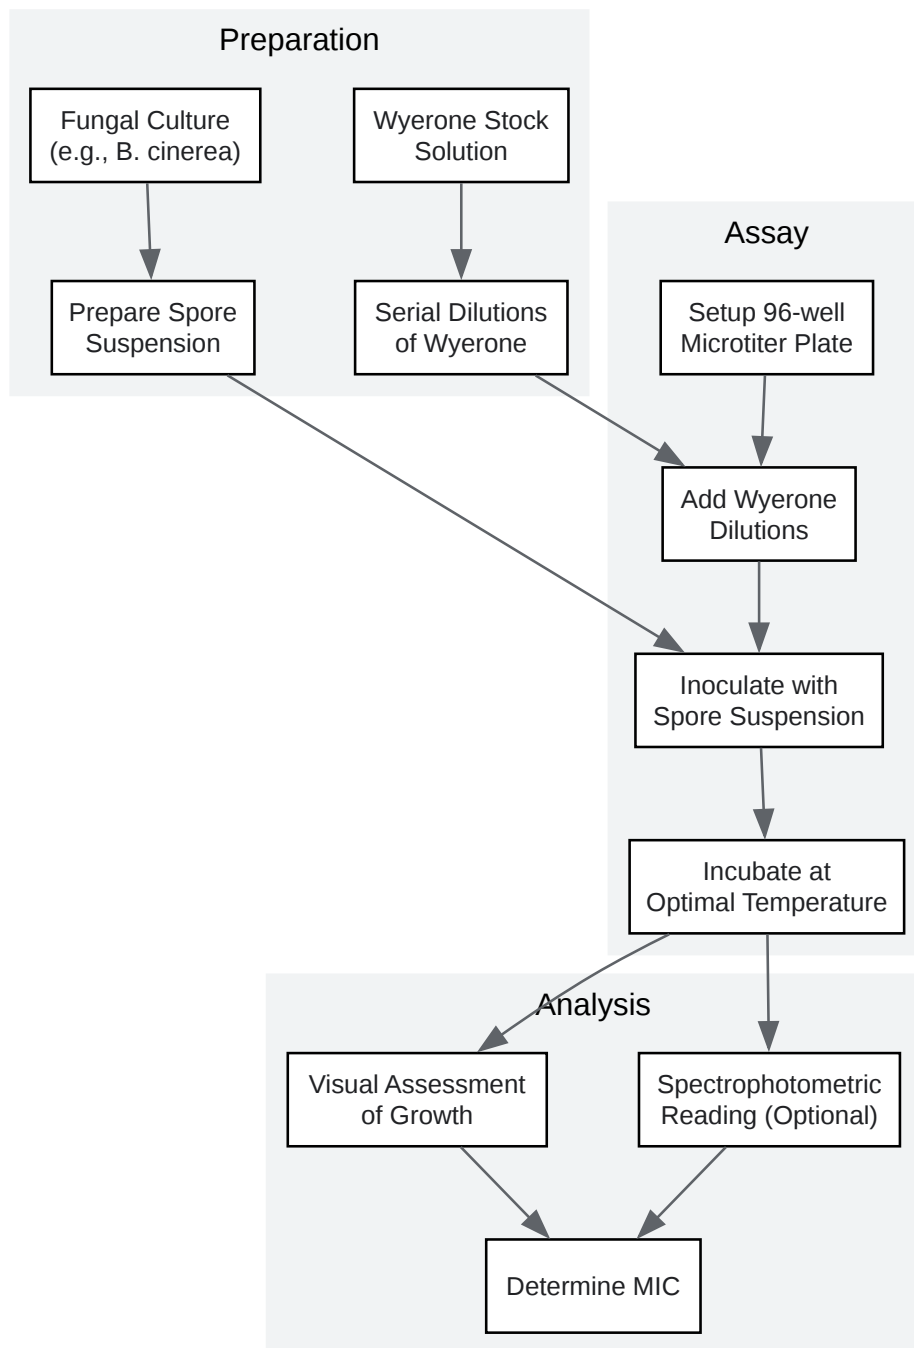 Preparation
Fungal Culture
(e.g., B. cinerea)
Wyerone Stock
Solution
Prepare Spore
Suspension
Serial Dilutions
of Wyerone
Assay
Setup 96-well
Microtiter Plate
Add Wyerone
Dilutions
Inoculate with
Spore Suspension
Incubate at
Optimal Temperature
Analysis
Visual Assessment
of Growth
Spectrophotometric
Reading (Optional)
Determine MIC